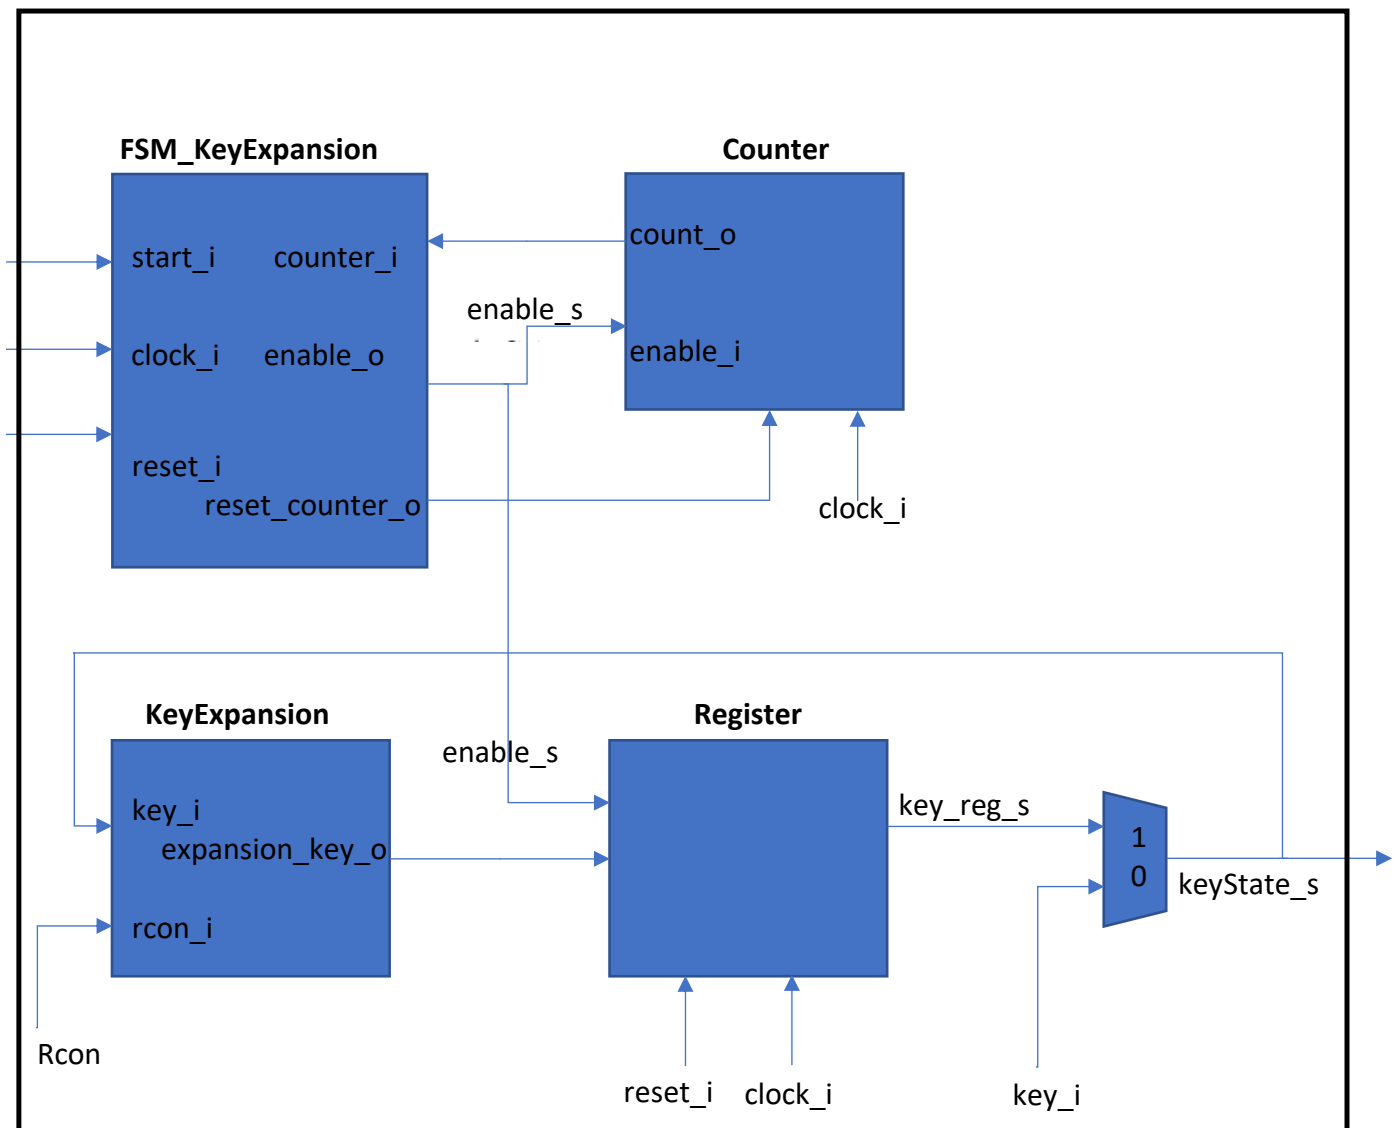 FSM_KeyExpansion
Counter
start_i
counter_i
count_o
enable_s
clock_i
enable_o
enable_i
reset_i
reset_counter_o
clock_i
KeyExpansion
Register
enable_s
key_i
expansion_key_o
key_reg_s
1
0
keyState_s
rcon_i
Rcon
reset_i
clock_i
key_i